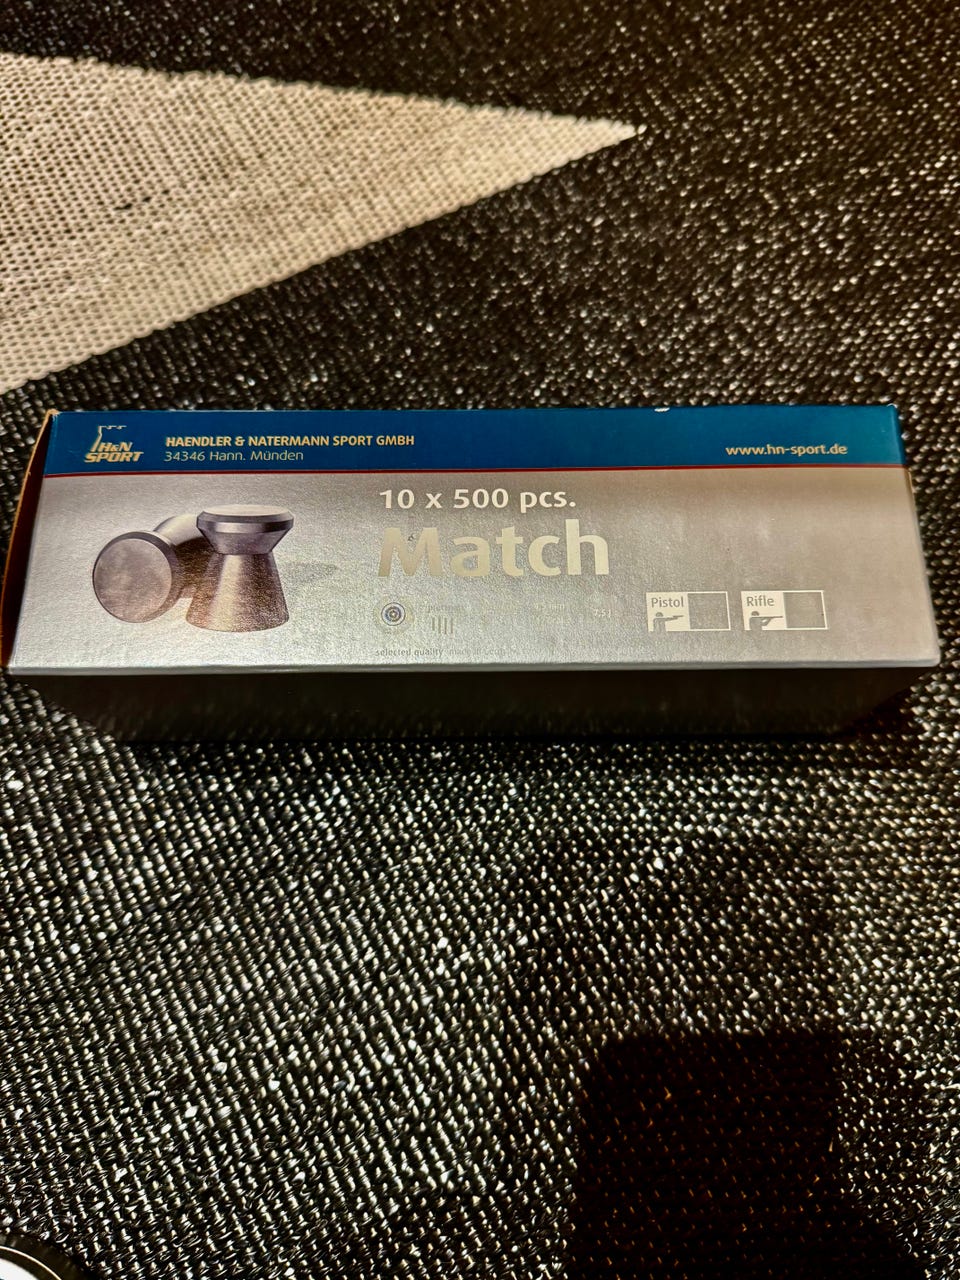 H&N
SPORT
HAENDLER & NATERMANN SPORT GMBH
34346 Hann. Münden
www.hn-sport.de
10 x 500 pcs.
Match
Pistol
Rifle
selected quality